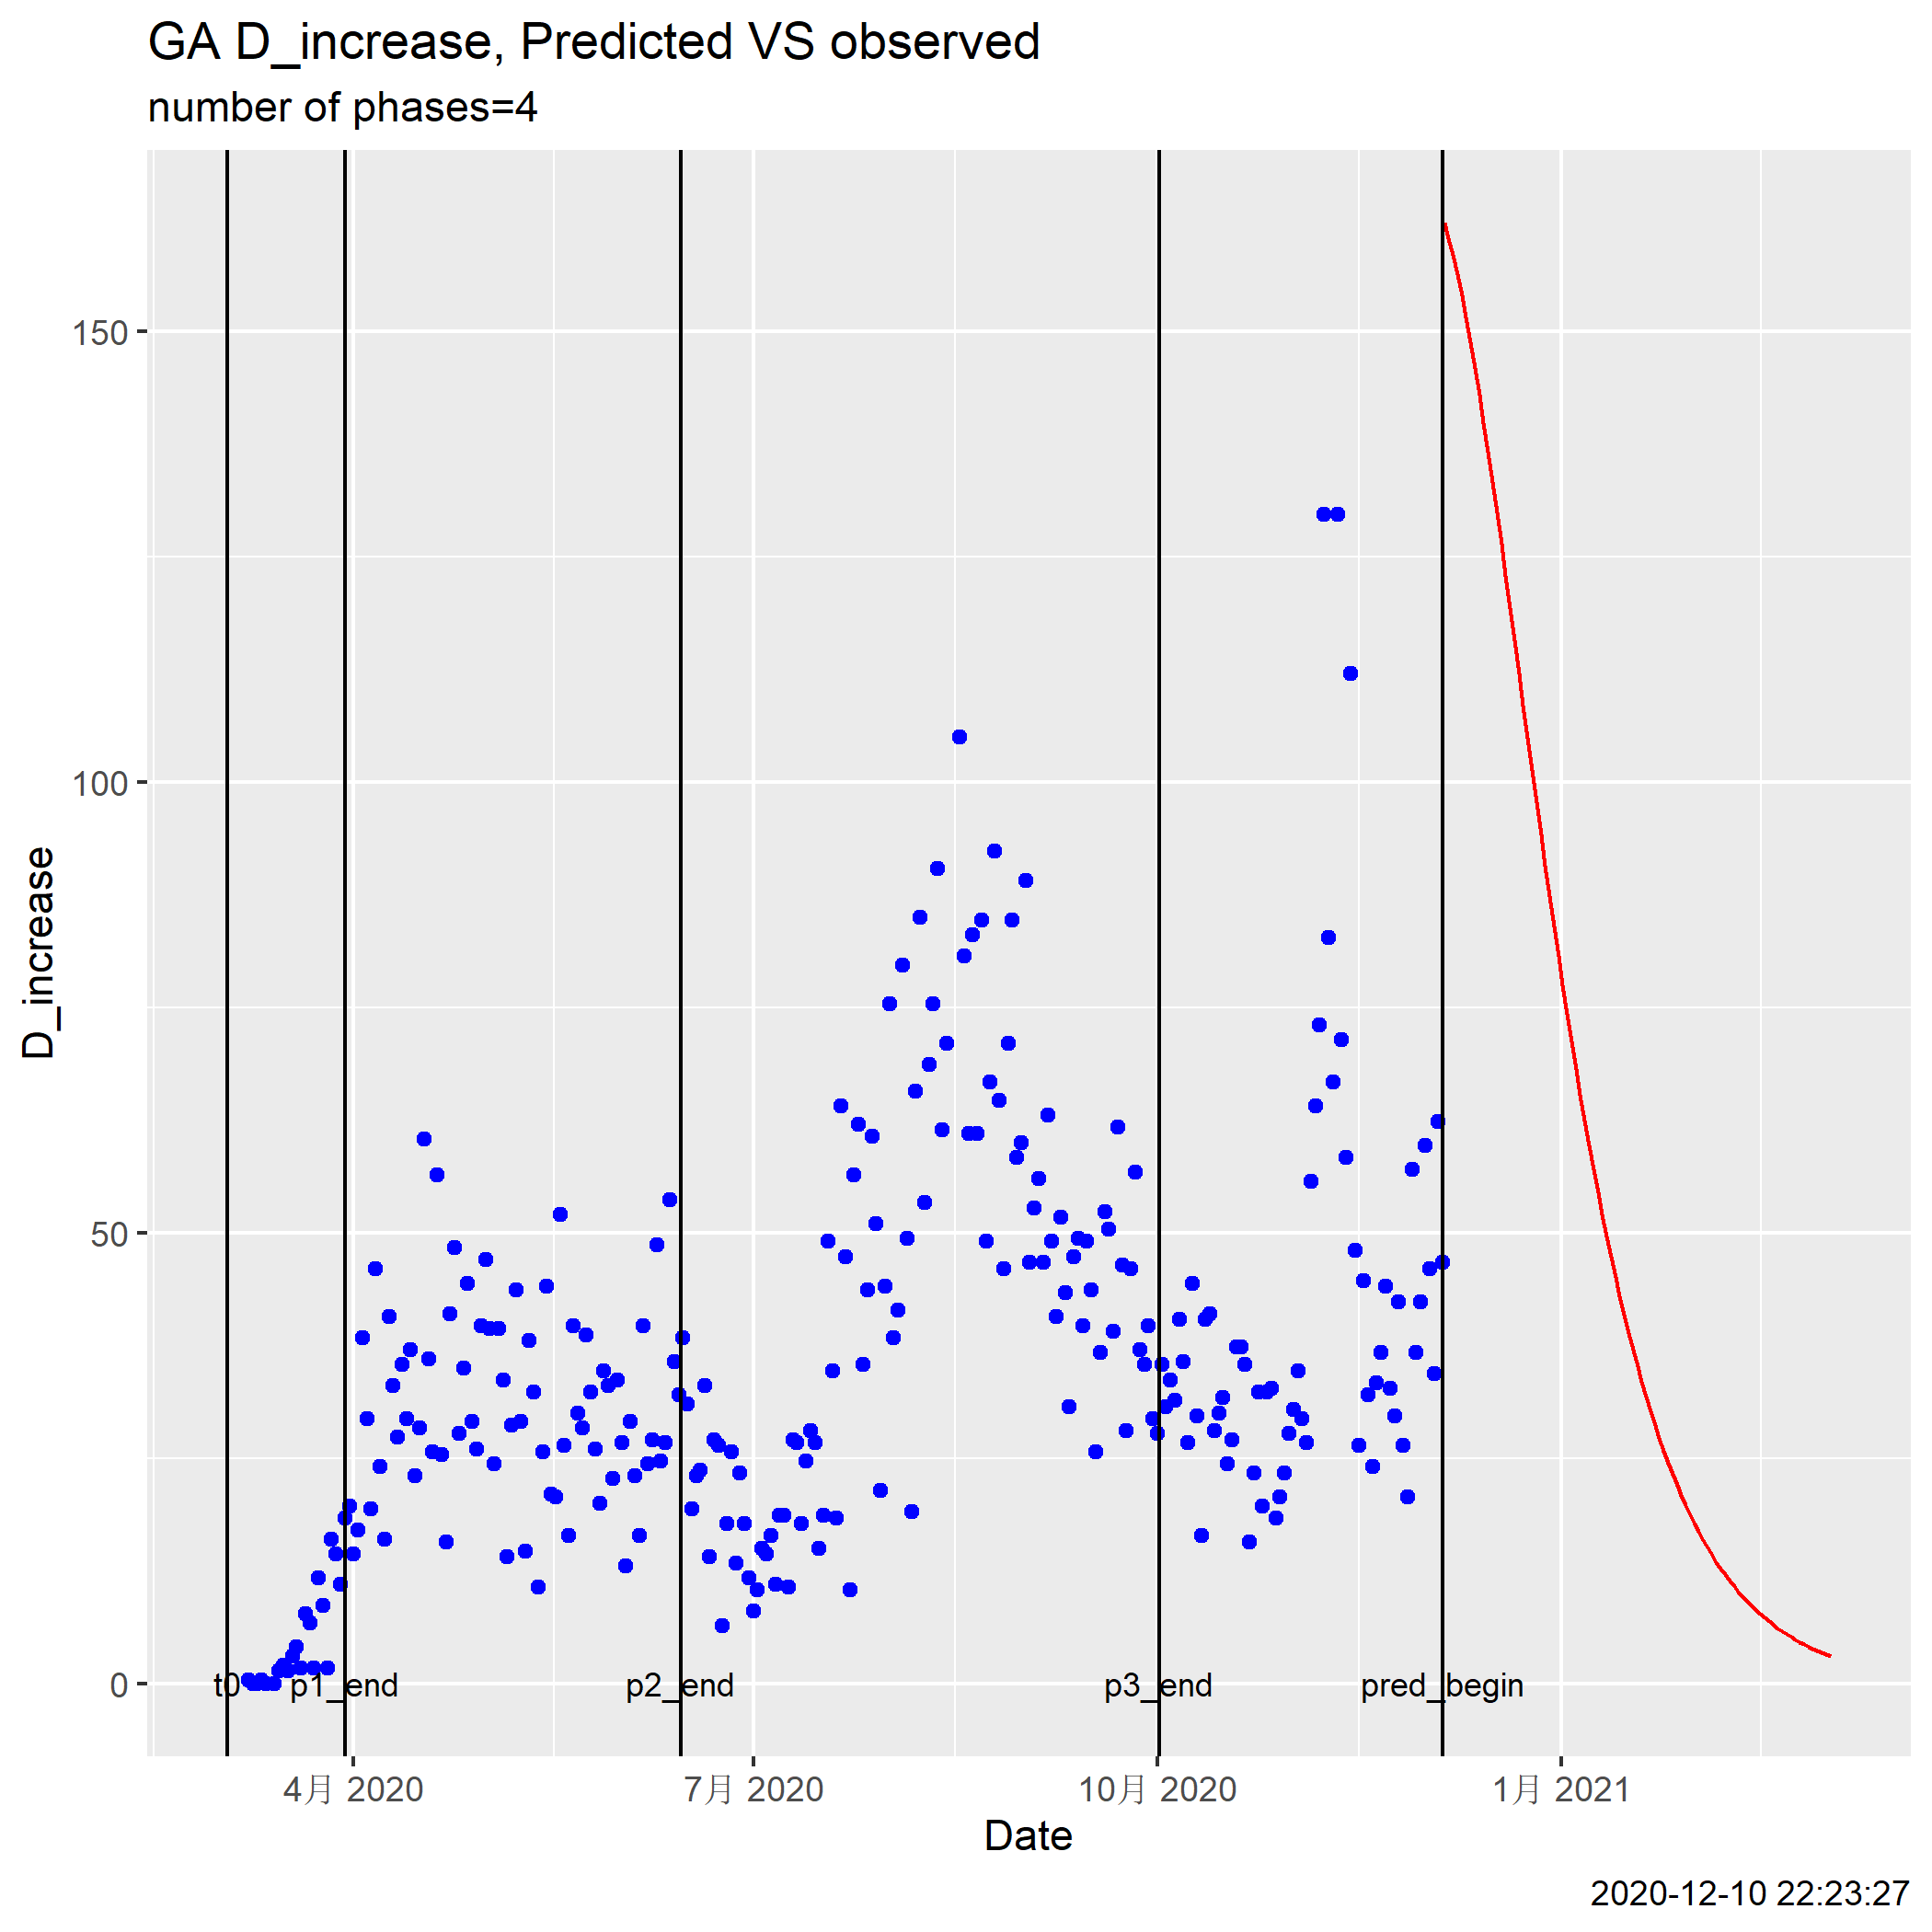 GA D_increase, Predicted VS observed
number of phases=4
D_increase
150
100
50
0
t0
p1_end
p2_end
p3_end
pred_begin
4月 2020
7月 2020
10月 2020
1月 2021
Date
2020-12-10 22:23:27